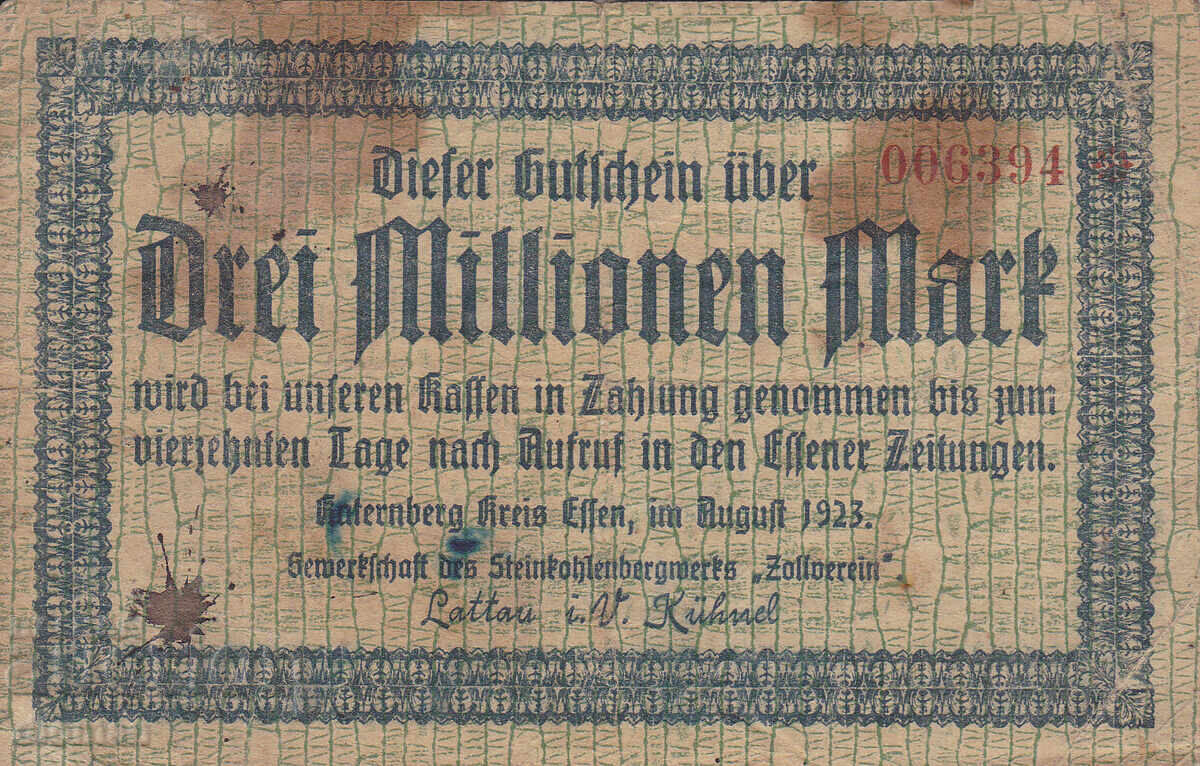 Dieser Gutschein über
006394
Drei Millionen Mark
wird bei unseren Kassen in Zahlung genommen bis zum
vierzehnten Tage nach Aufruf in den Essener Zeitungen.
Katernberg Kreis Essen, im August 1923.
Gewerkschaft des Steinkohlenbergwerks „Zollverein“
Lattau i. V. Kühnel